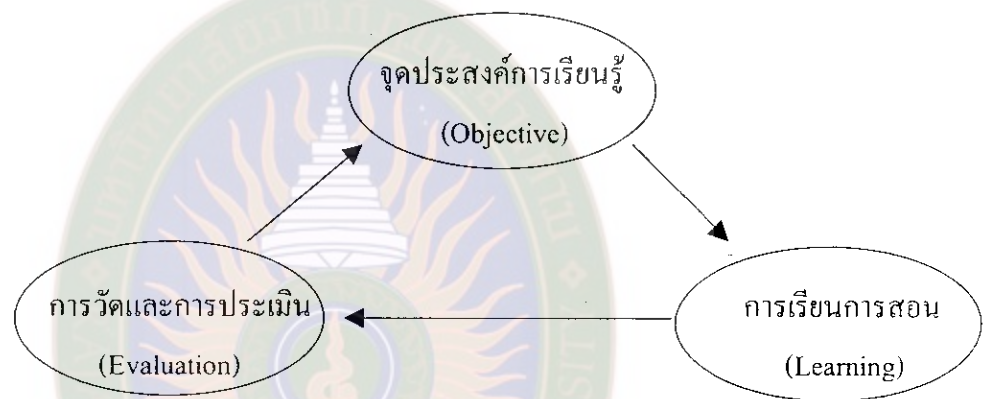 จุดประสงค์การเรียนรู้
(Objective)
การวัดและการประเมิน
(Evaluation)
การเรียนการสอน
(Learning)